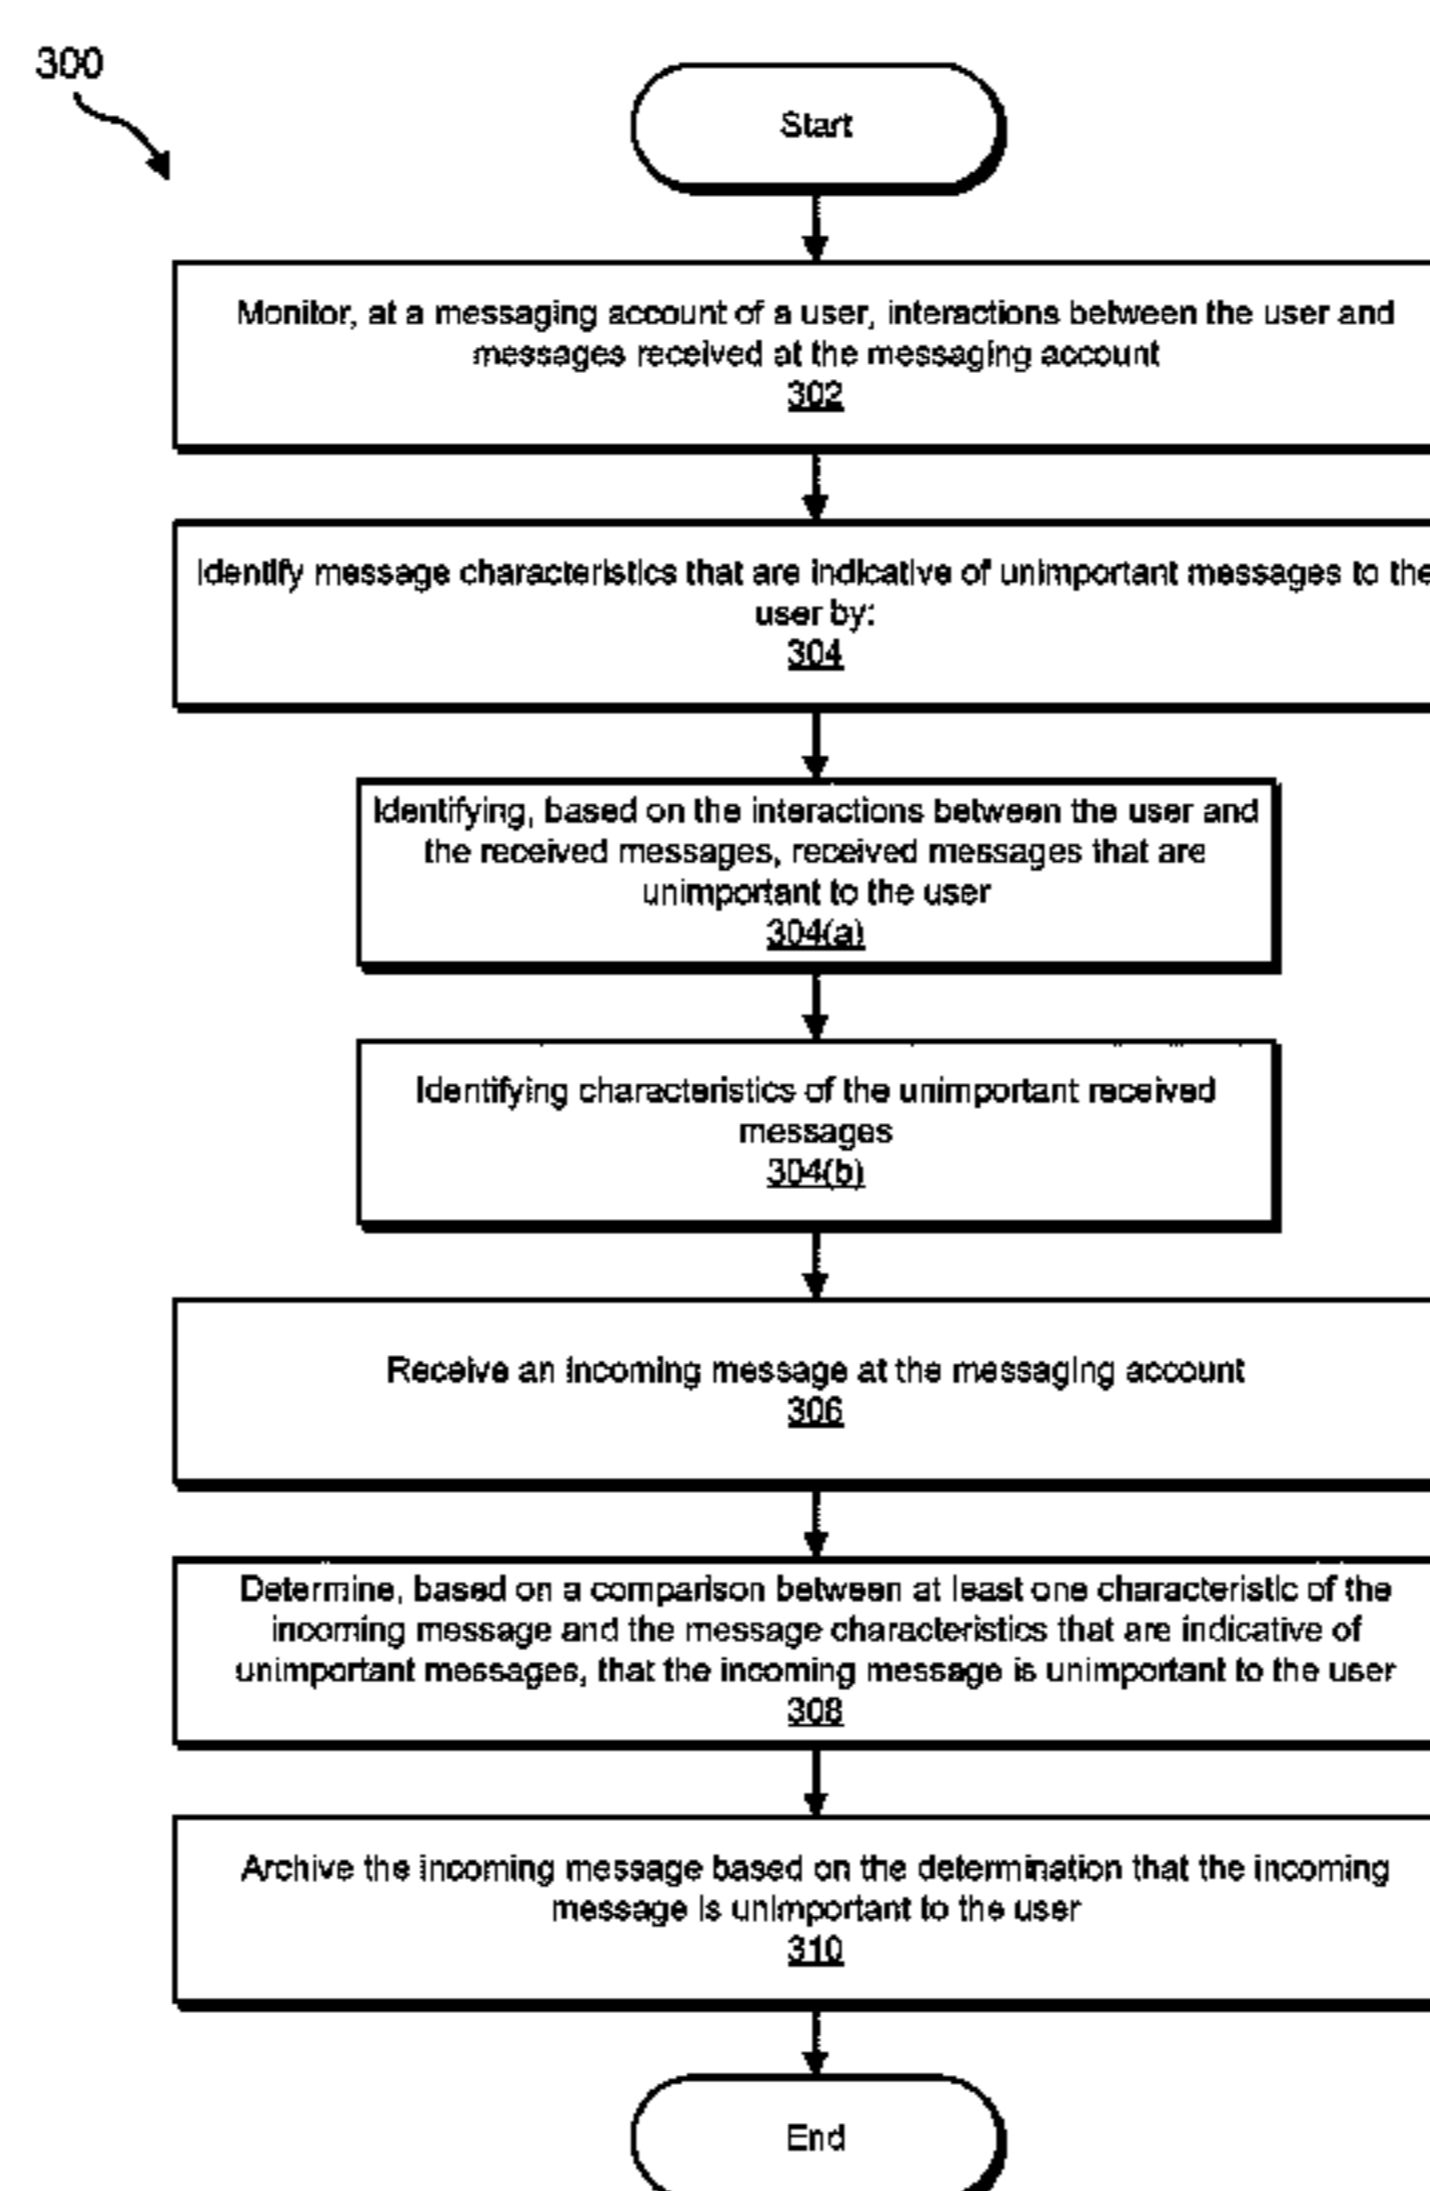 300
Start
Monitor, at a messaging account of a user, interactions between the user and
messages received at the messaging account
302
Identify message characteristics that are indicative of unimportant messages to the
user by:
304
Identifying, based on the interactions between the user and
the received messages, received messages that are
unimportant to the user
304(a)
Identifying characteristics of the unimportant received
messages
304(b)
Receive an incoming message at the messaging account
306
Determine, based on a comparison between at least one characteristic of the
incoming message and the message characteristics that are indicative of
unimportant messages, that the incoming message is unimportant to the user
308
Archive the incoming message based on the determination that the incoming
message is unimportant to the user
310
End